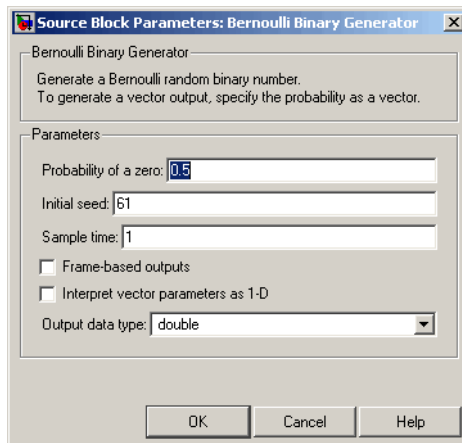 Source Block Parameters: Bernoulli Binary Generator
Bernoulli Binary Generator
Generate a Bernoulli random binary number.
To generate a vector output, specify the probability as a vector.
Parameters
Probability of a zero: 0.5
Initial seed: 61
Sample time: 1
Frame-based outputs
Interpret vector parameters as 1-D
Output data type: double
OK Cancel Help